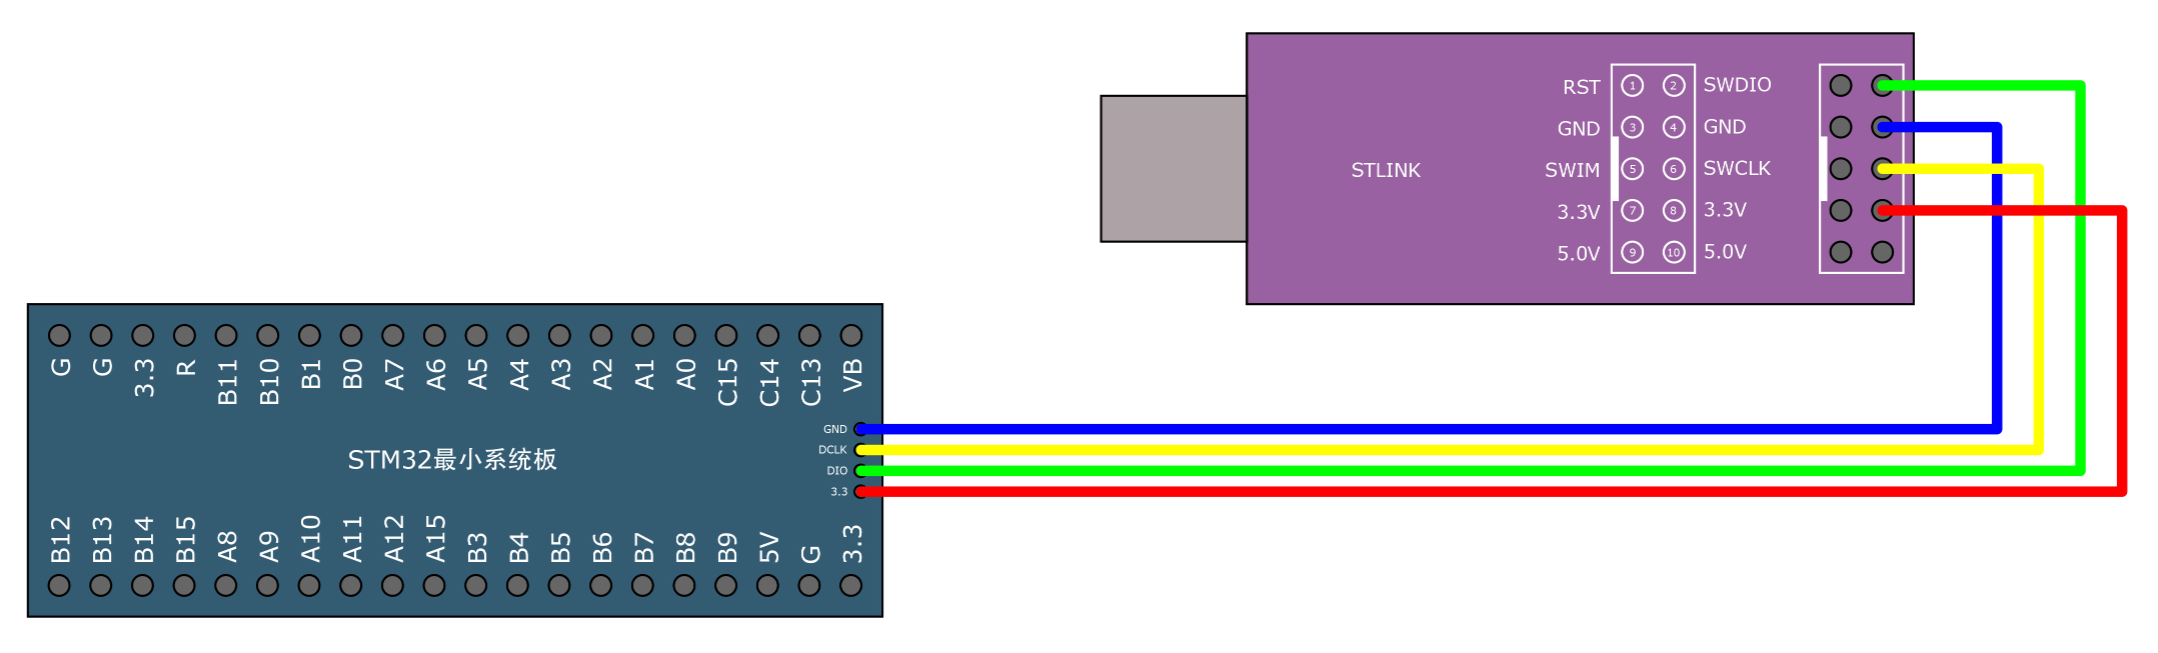 RST 1 2 SWDIO
GND 3 4 GND
STLINK
SWIM 5 6 SWCLK
3.3V 7 8 3.3V
5.0V 9 10 5.0V
G G 3.3 R B11 B10 B1 B0 A7 A6 A5 A4 A3 A2 A1 A0 C15 C14 C13 VB
GND
DCLK
STM32最小系统板
DIO
3.3
B12 B13 B14 B15 A8 A9 A10 A11 A12 A15 B3 B4 B5 B6 B7 B8 B9 5V G 3.3